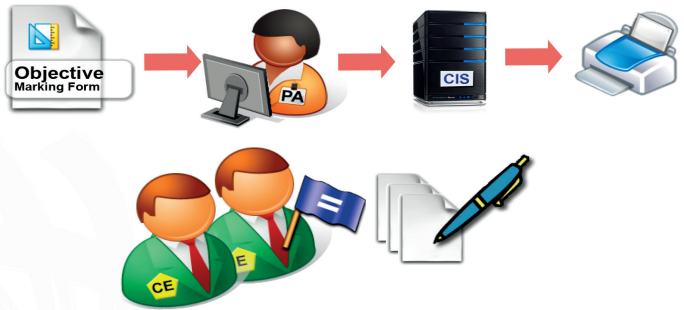 Objective
Marking Form
PA
CIS
=
CE
E